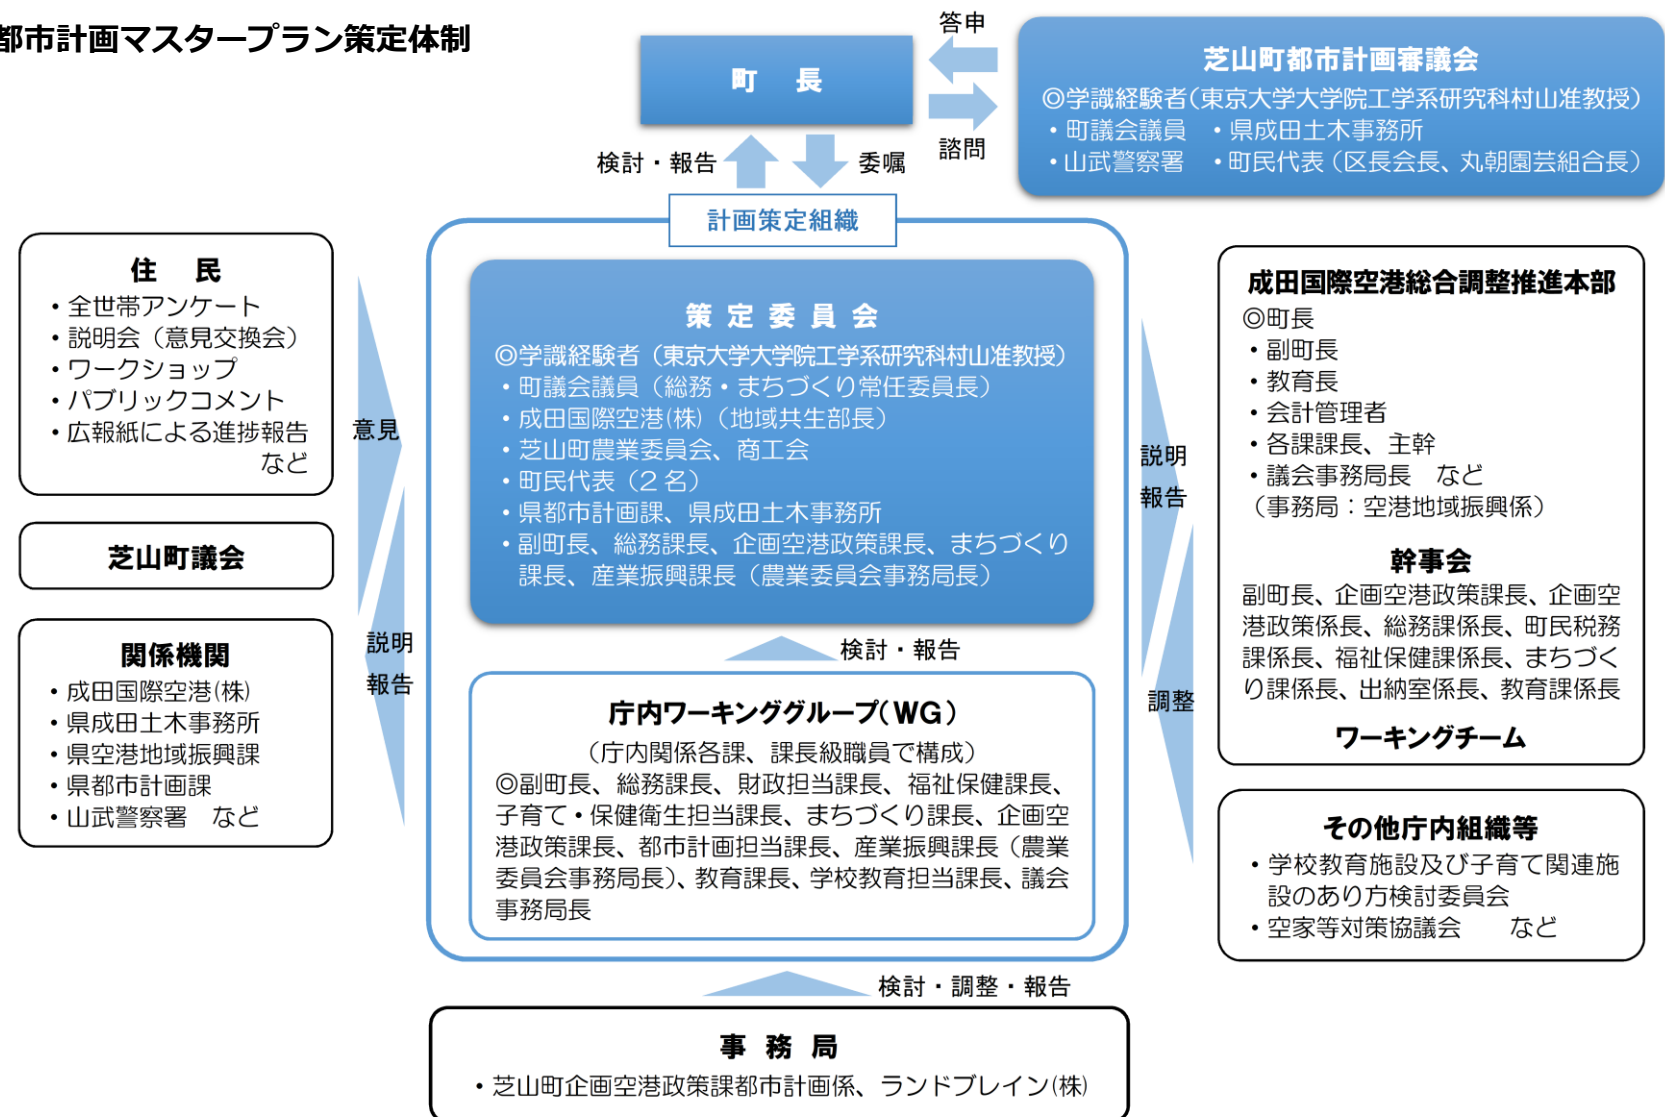 都市計画マスタープラン策定体制
町　長
答申
諮問
芝山町都市計画審議会
◎学識経験者（東京大学大学院工学系研究科村山准教授）
・町議会議員　・県成田土木事務所
・山武警察署　・町民代表（区長会長、丸朝園芸組合長）
検討・報告
委嘱
計画策定組織
住　民
・全世帯アンケート
・説明会（意見交換会）
・ワークショップ
・パブリックコメント
・広報紙による進捗報告
など
芝山町議会
関係機関
・成田国際空港(株)
・県成田土木事務所
・県空港地域振興課
・県都市計画課
・山武警察署　など
意見
説明
報告
策定委員会
◎学識経験者（東京大学大学院工学系研究科村山准教授）
・町議会議員（総務・まちづくり常任委員長）
・成田国際空港(株)（地域共生部長）
・芝山町農業委員会、商工会
・町民代表（２名）
・県都市計画課、県成田土木事務所
・副町長、総務課長、企画空港政策課長、まちづくり
課長、産業振興課長（農業委員会事務局長）
検討・報告
庁内ワーキンググループ（WG）
（庁内関係各課、課長級職員で構成）
◎副町長、総務課長、財政担当課長、福祉保健課長、
子育て・保健衛生担当課長、まちづくり課長、企画空
港政策課長、都市計画担当課長、産業振興課長（農業
委員会事務局長）、教育課長、学校教育担当課長、議会
事務局長
説明
報告
調整
成田国際空港総合調整推進本部
◎町長
・副町長
・教育長
・会計管理者
・各課課長、主幹
・議会事務局長　など
（事務局：空港地域振興係）
幹事会
副町長、企画空港政策課長、企画空
港政策係長、総務課係長、町民税務
課係長、福祉保健課係長、まちづく
り課係長、出納室係長、教育課係長
ワーキングチーム
その他庁内組織等
・学校教育施設及び子育て関連施
設のあり方検討委員会
・空家等対策協議会　　など
検討・調整・報告
事務局
・芝山町企画空港政策課都市計画係、ランドブレイン(株)